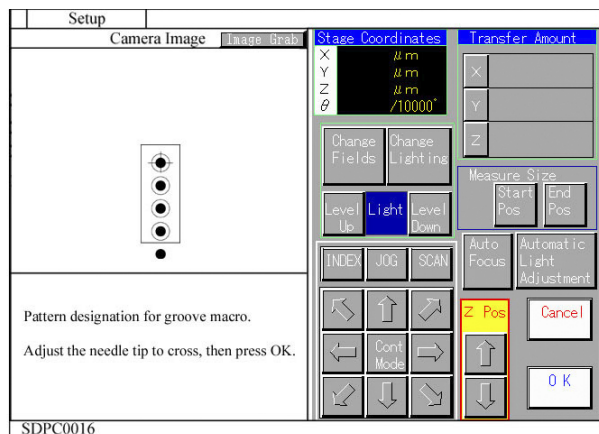 Setup
Camera Image
Image Grab
Stage Coordinates
X μm
Y μm
Z μm
θ /10000°
Transfer Amount
X
Y
Z
Change Fields
Change Lighting
Level Up
Light
Level Down
Measure Size
Start Pos
End Pos
Auto Focus
Automatic Light Adjustment
INDEX
JOG
SCAN
Cont Mode
Z Pos
Cancel
OK
Pattern designation for groove macro.
Adjust the needle tip to cross, then press OK.
SDPC0016